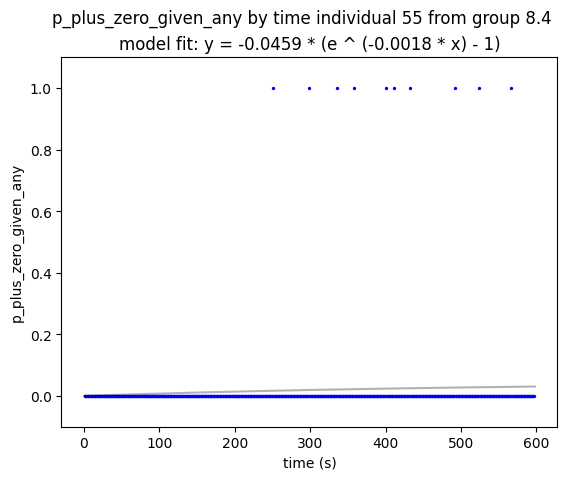 p_plus_zero_given_any by time individual 55 from group 8.4
model fit: y = -0.0459 * (e ^ (-0.0018 * x) - 1)
1.0
0.8
0.6
0.4
0.2
0.0
p_plus_zero_given_any
0 100 200 300 400 500 600
time (s)